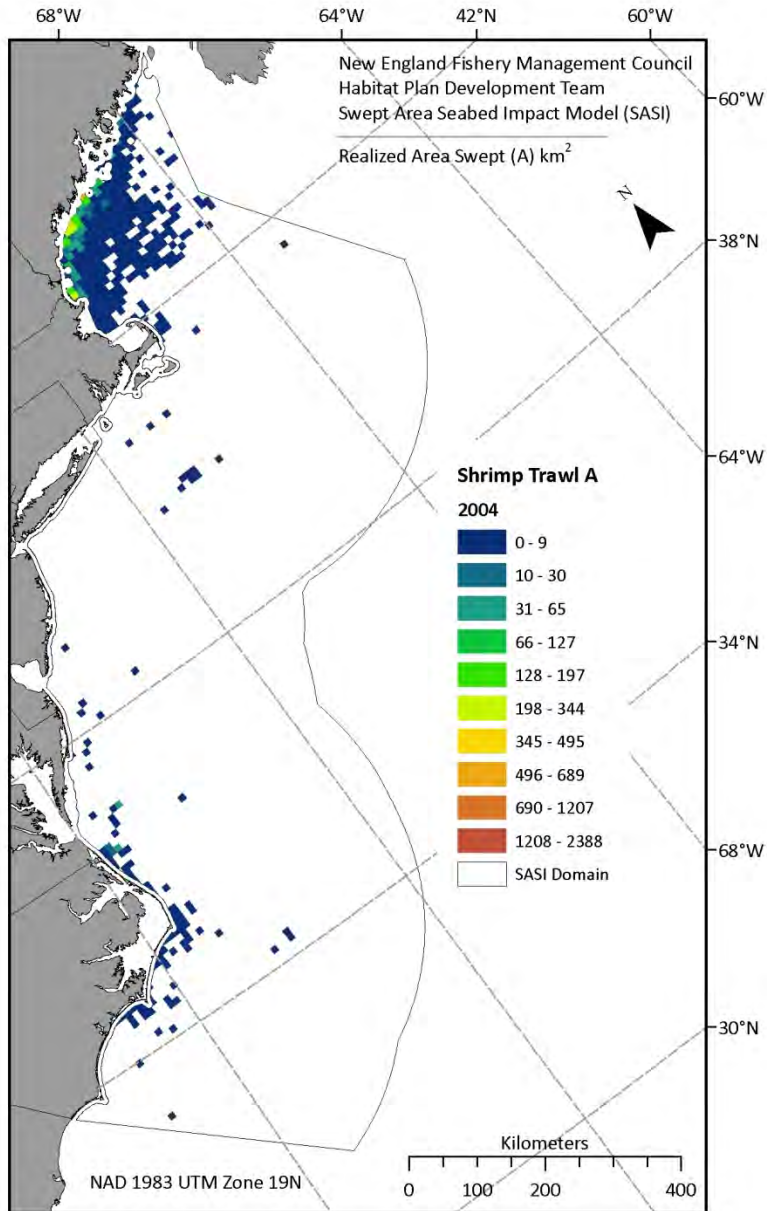 68°W 64°W 42°N 60°W
New England Fishery Management Council
Habitat Plan Development Team
Swept Area Seabed Impact Model (SASI)
Realized Area Swept (A) km²
N
60°W
38°N
64°W
34°N
68°W
30°N
Shrimp Trawl A
2004
0 - 9
10 - 30
31 - 65
66 - 127
128 - 197
198 - 344
345 - 495
496 - 689
690 - 1207
1208 - 2388
SASI Domain
Kilometers
0 100 200 400
NAD 1983 UTM Zone 19N